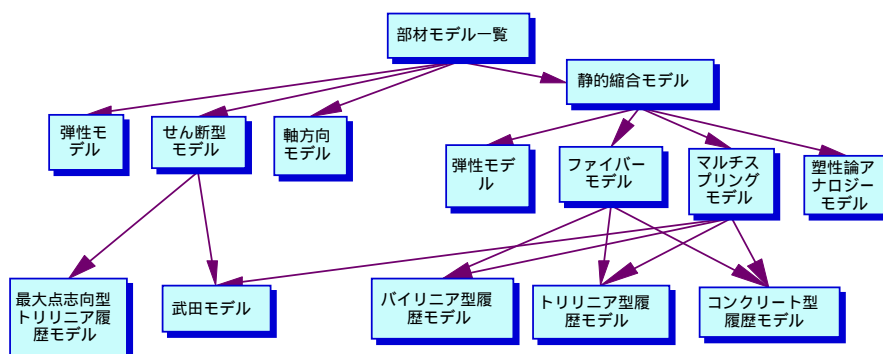 部材モデル一覧
静的縮合モデル
弾性モ
デル
せん断型
モデル
軸方向
モデル
弾性モデ
ル
ファイバー
モデル
マルチス
プリング
モデル
塑性論ア
ナロジー
モデル
最大点志向型
トリリニア履
歴モデル
武田モデル
バイリニア型履
歴モデル
トリリニア型履
歴モデル
コンクリート型
履歴モデル